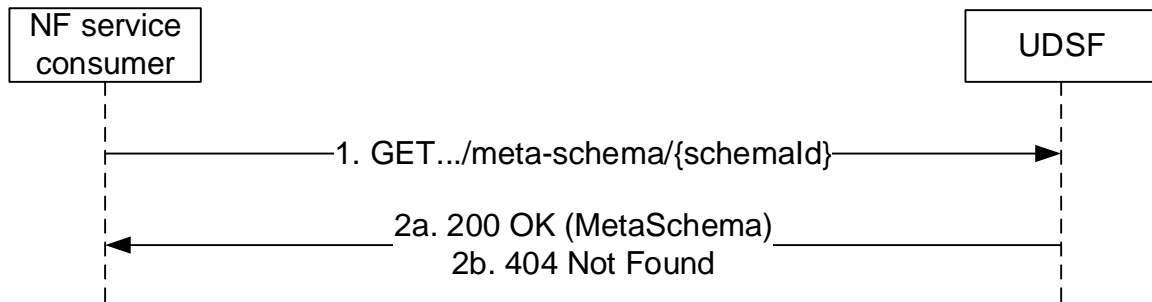 NF service
consumer
UDSF
1. GET.../meta-schema/{schemaId}
2a. 200 OK (MetaSchema)
2b. 404 Not Found